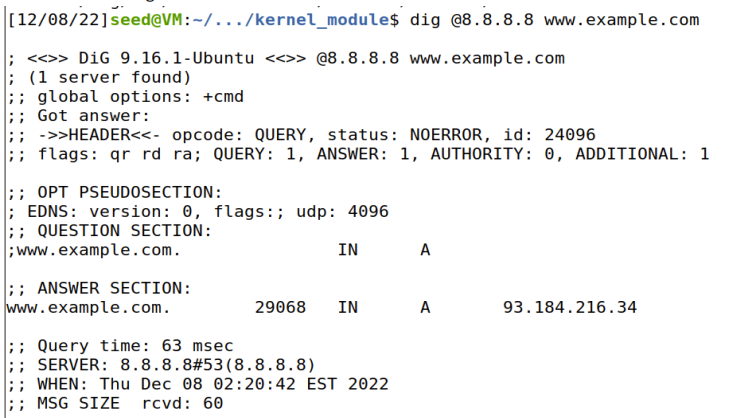 [12/08/22]seed@VM:~/.../kernel_module$ dig @8.8.8.8 www.example.com
; <<>> DiG 9.16.1-Ubuntu <<>> @8.8.8.8 www.example.com
; (1 server found)
;; global options: +cmd
;; Got answer:
;; ->>HEADER<<- opcode: QUERY, status: NOERROR, id: 24096
;; flags: qr rd ra; QUERY: 1, ANSWER: 1, AUTHORITY: 0, ADDITIONAL: 1
;; OPT PSEUDOSECTION:
; EDNS: version: 0, flags:; udp: 4096
;; QUESTION SECTION:
;www.example.com. IN A
;; ANSWER SECTION:
www.example.com. 29068 IN A 93.184.216.34
;; Query time: 63 msec
;; SERVER: 8.8.8.8#53(8.8.8.8)
;; WHEN: Thu Dec 08 02:20:42 EST 2022
;; MSG SIZE rcvd: 60